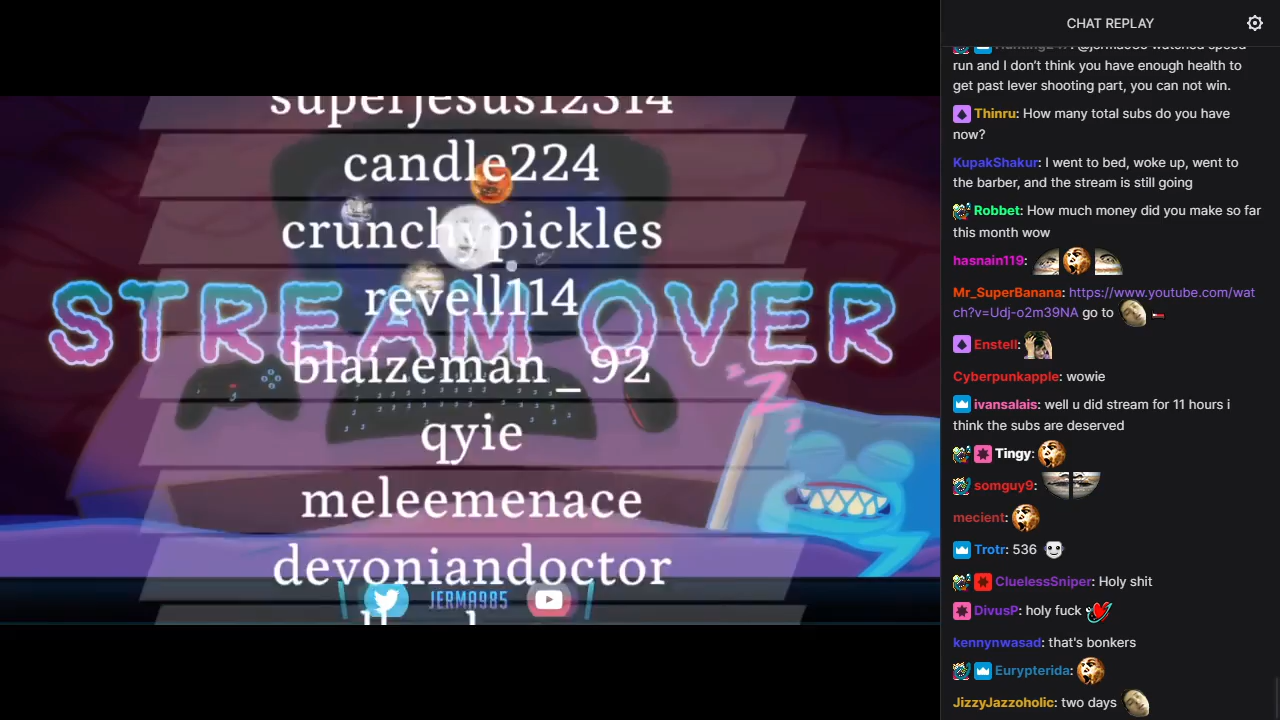 superjesus12314
candle224
crunchypickles
revell114
STREAM OVER
blaizeman_92
qyie
meleemenace
devoniandoctor
JERMA985
CHAT REPLAY
run and I don't think you have enough health to
get past lever shooting part, you can not win.
Thinru: How many total subs do you have
now?
KupakShakur: I went to bed, woke up, went to
the barber, and the stream is still going
Robbet: How much money did you make so far
this month wow
hasnain119:
Mr_SuperBanana: https://www.youtube.com/wat
ch?v=Udj-o2m39NA go to
Enstell:
Cyberpunkapple: wowie
ivansalais: well u did stream for 11 hours i
think the subs are deserved
Tingy:
somguy9:
mecient:
Trotr: 536
CluelessSniper: Holy shit
DivusP: holy fuck
kennynwasad: that's bonkers
Eurypterida:
JizzyJazzoholic: two days